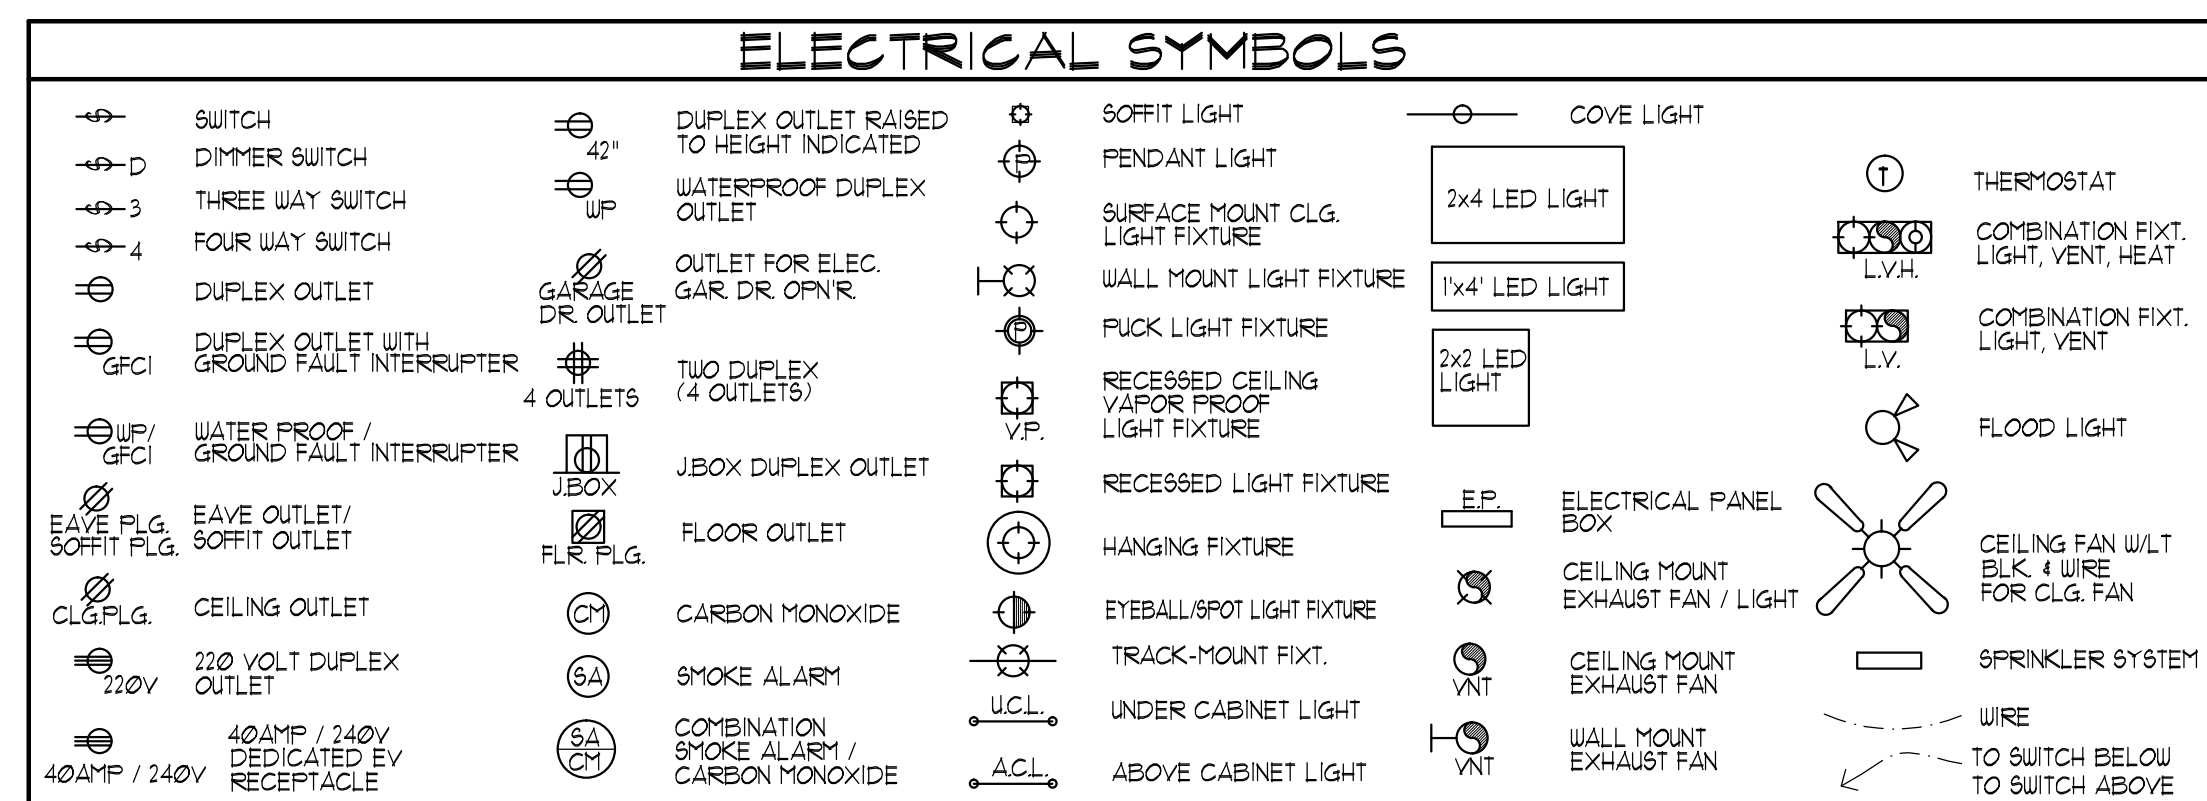 ELECTRICAL SYMBOLS
$ SWITCH
$ D DIMMER SWITCH
$ 3 THREE WAY SWITCH
$ 4 FOUR WAY SWITCH
DUPLEX OUTLET
GFCI
DUPLEX OUTLET WITH
GROUND FAULT INTERRUPTER
WP/
GFCI
WATER PROOF /
GROUND FAULT INTERRUPTER
EAVE PLG.
SOFFIT PLG.
EAVE OUTLET/
SOFFIT OUTLET
CLG.PLG.
CEILING OUTLET
220V
220 VOLT DUPLEX
OUTLET
40AMP / 240V
40AMP / 240V
DEDICATED EV
RECEPTACLE
42"
DUPLEX OUTLET RAISED
TO HEIGHT INDICATED
WP
WATERPROOF DUPLEX
OUTLET
GARAGE
DR. OUTLET
OUTLET FOR ELEC.
GAR. DR. OPN'R.
4 OUTLETS
TWO DUPLEX
(4 OUTLETS)
J.BOX
J.BOX DUPLEX OUTLET
FLR. PLG.
FLOOR OUTLET
CM
CARBON MONOXIDE
SA
SMOKE ALARM
SA
CM
COMBINATION
SMOKE ALARM /
CARBON MONOXIDE
SOFFIT LIGHT
P
PENDANT LIGHT
SURFACE MOUNT CLG.
LIGHT FIXTURE
WALL MOUNT LIGHT FIXTURE
P
PUCK LIGHT FIXTURE
V.P.
RECESSED CEILING
VAPOR PROOF
LIGHT FIXTURE
RECESSED LIGHT FIXTURE
HANGING FIXTURE
EYEBALL/SPOT LIGHT FIXTURE
TRACK-MOUNT FIXT.
U.C.L.
UNDER CABINET LIGHT
A.C.L.
ABOVE CABINET LIGHT
COVE LIGHT
2x4 LED LIGHT
1'x4' LED LIGHT
2x2 LED
LIGHT
E.P.
ELECTRICAL PANEL
BOX
CEILING MOUNT
EXHAUST FAN / LIGHT
VNT
CEILING MOUNT
EXHAUST FAN
VNT
WALL MOUNT
EXHAUST FAN
T
THERMOSTAT
L.V.H.
COMBINATION FIXT.
LIGHT, VENT, HEAT
L.V.
COMBINATION FIXT.
LIGHT, VENT
FLOOD LIGHT
CEILING FAN W/LT
BLK. & WIRE
FOR CLG. FAN
SPRINKLER SYSTEM
WIRE
TO SWITCH BELOW
TO SWITCH ABOVE